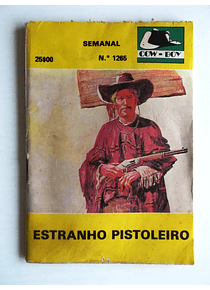 SEMANAL
25$00
N.º 1265
COW-BOY
ESTRANHO PISTOLEIRO